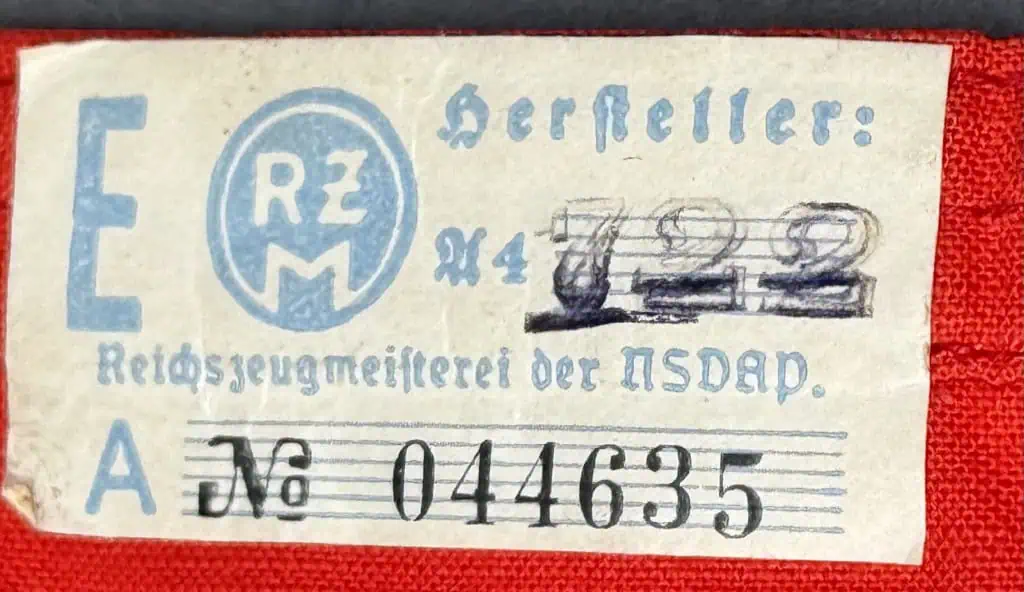 E
RZM
Herſteller:
A4 722
Reichszeugmeiſterei der NSDAP.
A
№ 044635